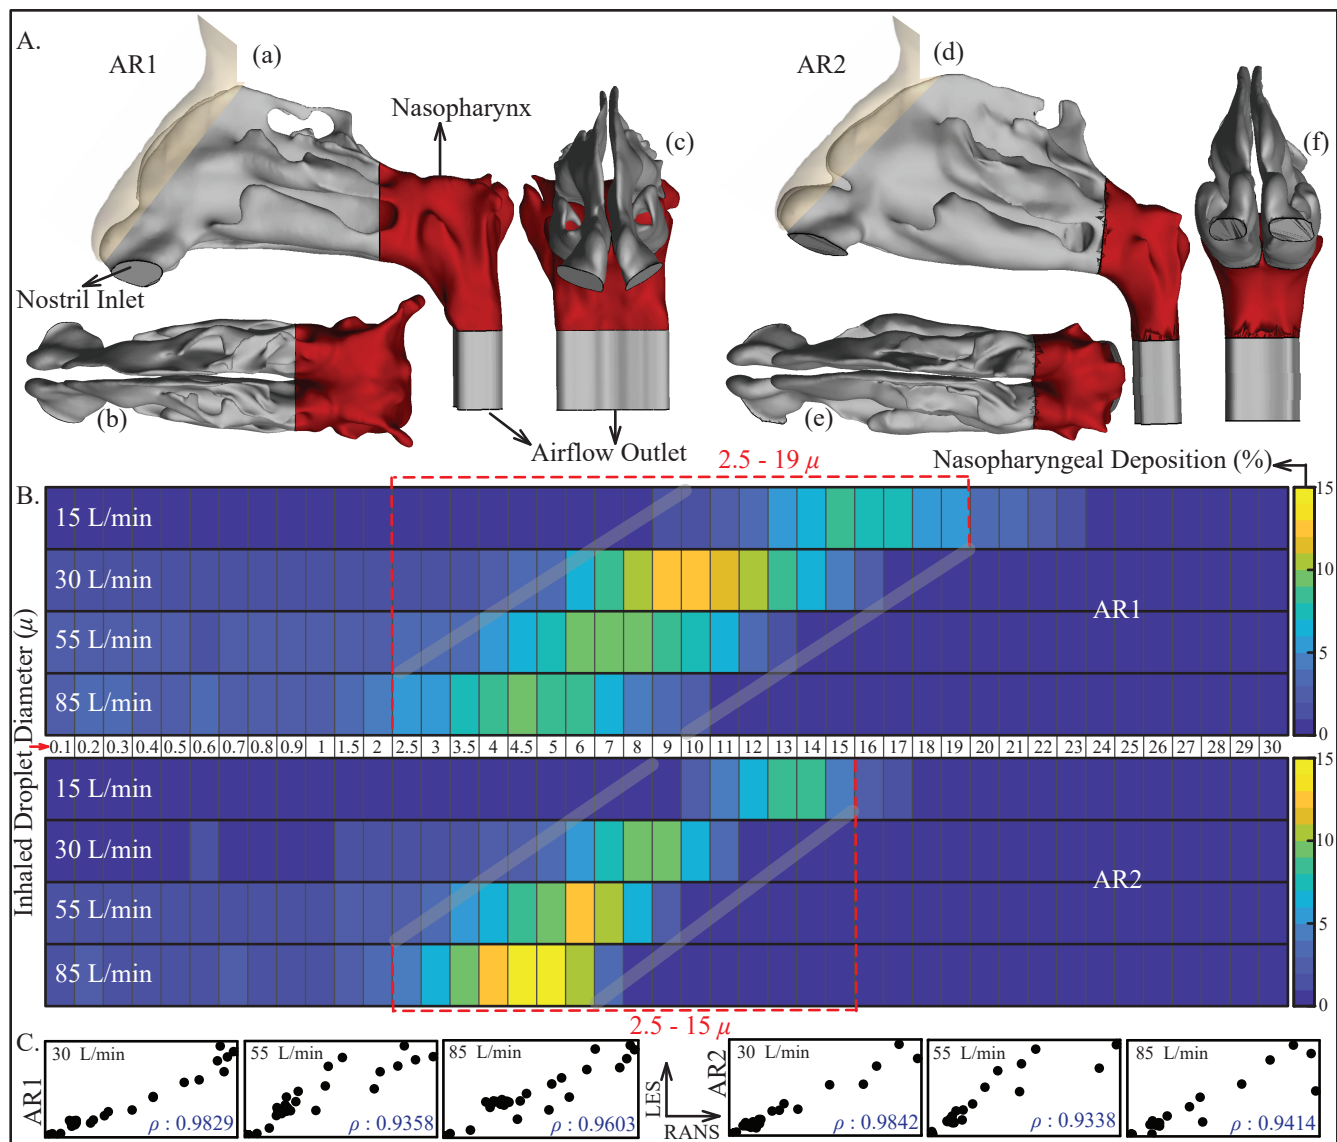 A.
AR1
(a)
Nasopharynx
(c)
Nostril Inlet
(b)
Airflow Outlet
AR2
(d)
(f)
(e)
2.5 - 19 μ
Nasopharyngeal Deposition (%)
B.
Inhaled Droplet Diameter (μ)
15 L/min
30 L/min
55 L/min
85 L/min
AR1
15
10
5
0
0.1 0.2 0.3 0.4 0.5 0.6 0.7 0.8 0.9 1 1.5 2 2.5 3 3.5 4 4.5 5 6 7 8 9 10 11 12 13 14 15 16 17 18 19 20 21 22 23 24 25 26 27 28 29 30
15 L/min
30 L/min
55 L/min
85 L/min
AR2
15
10
5
0
2.5 - 15 μ
C.
AR1
30 L/min
ρ : 0.9829
55 L/min
ρ : 0.9358
85 L/min
ρ : 0.9603
LES
RANS
AR2
30 L/min
ρ : 0.9842
55 L/min
ρ : 0.9338
85 L/min
ρ : 0.9414